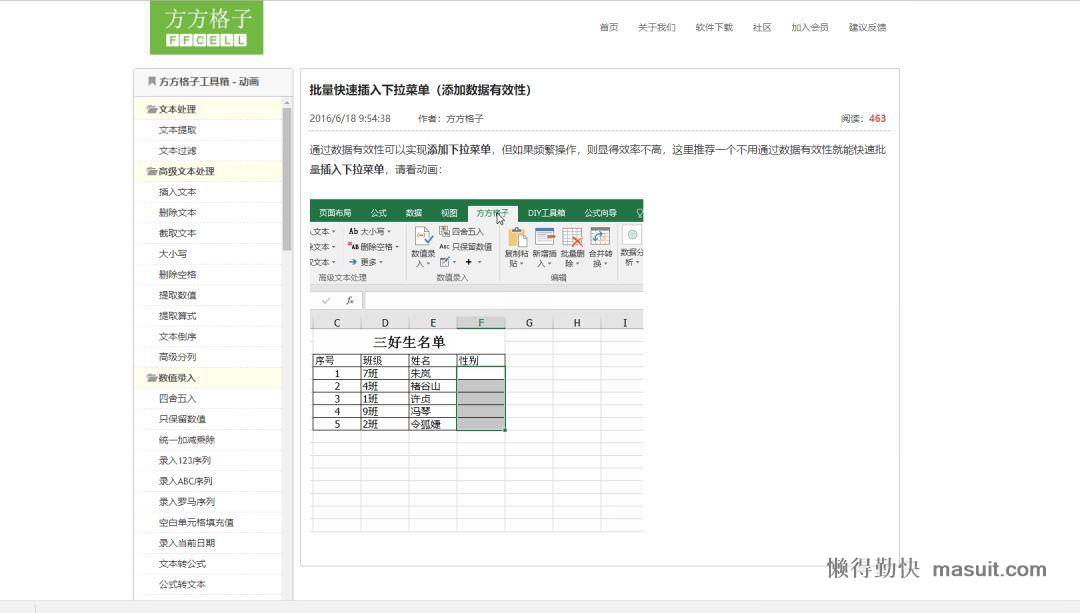 方方格子
FFCELL
首页 关于我们 软件下载 社区 加入会员 建议反馈
方方格子工具箱 - 动画
文本处理
文本提取
文本过滤
高级文本处理
插入文本
删除文本
截取文本
大小写
删除空格
提取数值
提取算式
文本倒序
高级分列
数值录入
四舍五入
只保留数值
统一加减乘除
录入123序列
录入ABC序列
录入罗马序列
空白单元格填充值
录入当前日期
文本转公式
公式转文本
批量快速插入下拉菜单（添加数据有效性）
2016/6/18 9:54:38 作者：方方格子 阅读：463
通过数据有效性可以实现添加下拉菜单，但如果频繁操作，则显得效率不高，这里推荐一个不用通过数据有效性就能快速批
量插入下拉菜单，请看动画：
页面布局 公式 数据 视图 方方格子 DIY工具箱 公式向导
文本 Ab 大小写 四舍五入
文本 AB 删除空格 Abc 只保留数值
文本 更多
数值录入 复制粘贴 新增插入 批量删除 合并转换 数据分析
高级文本处理 数值录入 编辑
fx
C D E F G H I
三好生名单
序号 班级 姓名 性别
1 7班 朱岚
2 4班 褚谷山
3 1班 许贞
4 9班 冯琴
5 2班 令狐婕
懒得勤快 masuit.com